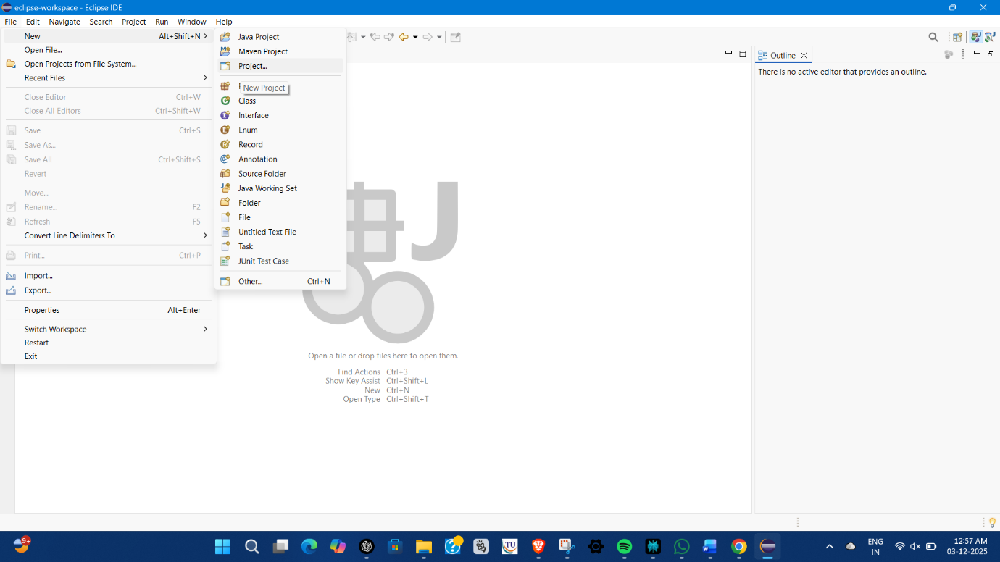 eclipse-workspace - Eclipse IDE
File Edit Navigate Search Project Run Window Help
New Alt+Shift+N
Open File...
Open Projects from File System...
Recent Files
Close Editor Ctrl+W
Close All Editors Ctrl+Shift+W
Save Ctrl+S
Save As...
Save All Ctrl+Shift+S
Revert
Move...
Rename... F2
Refresh F5
Convert Line Delimiters To
Print... Ctrl+P
Import...
Export...
Properties Alt+Enter
Switch Workspace
Restart
Exit
Java Project
Maven Project
Project...
New Project
Class
Interface
Enum
Record
Annotation
Source Folder
Java Working Set
Folder
File
Untitled Text File
Task
JUnit Test Case
Other... Ctrl+N
Open a file or drop files here to open them.
Find Actions Ctrl+3
Show Key Assist Ctrl+Shift+L
New Ctrl+N
Open Type Ctrl+Shift+T
Outline
There is no active editor that provides an outline.
9+
TU
ENG
IN
12:57 AM
03-12-2025